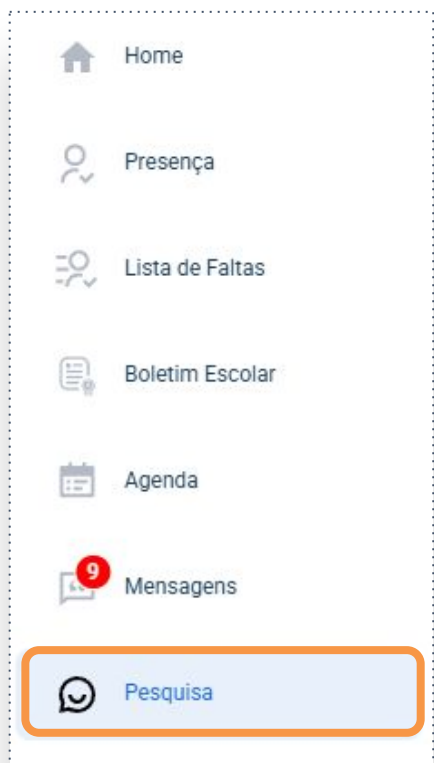 Home
Presença
Lista de Faltas
Boletim Escolar
Agenda
9
Mensagens
Pesquisa